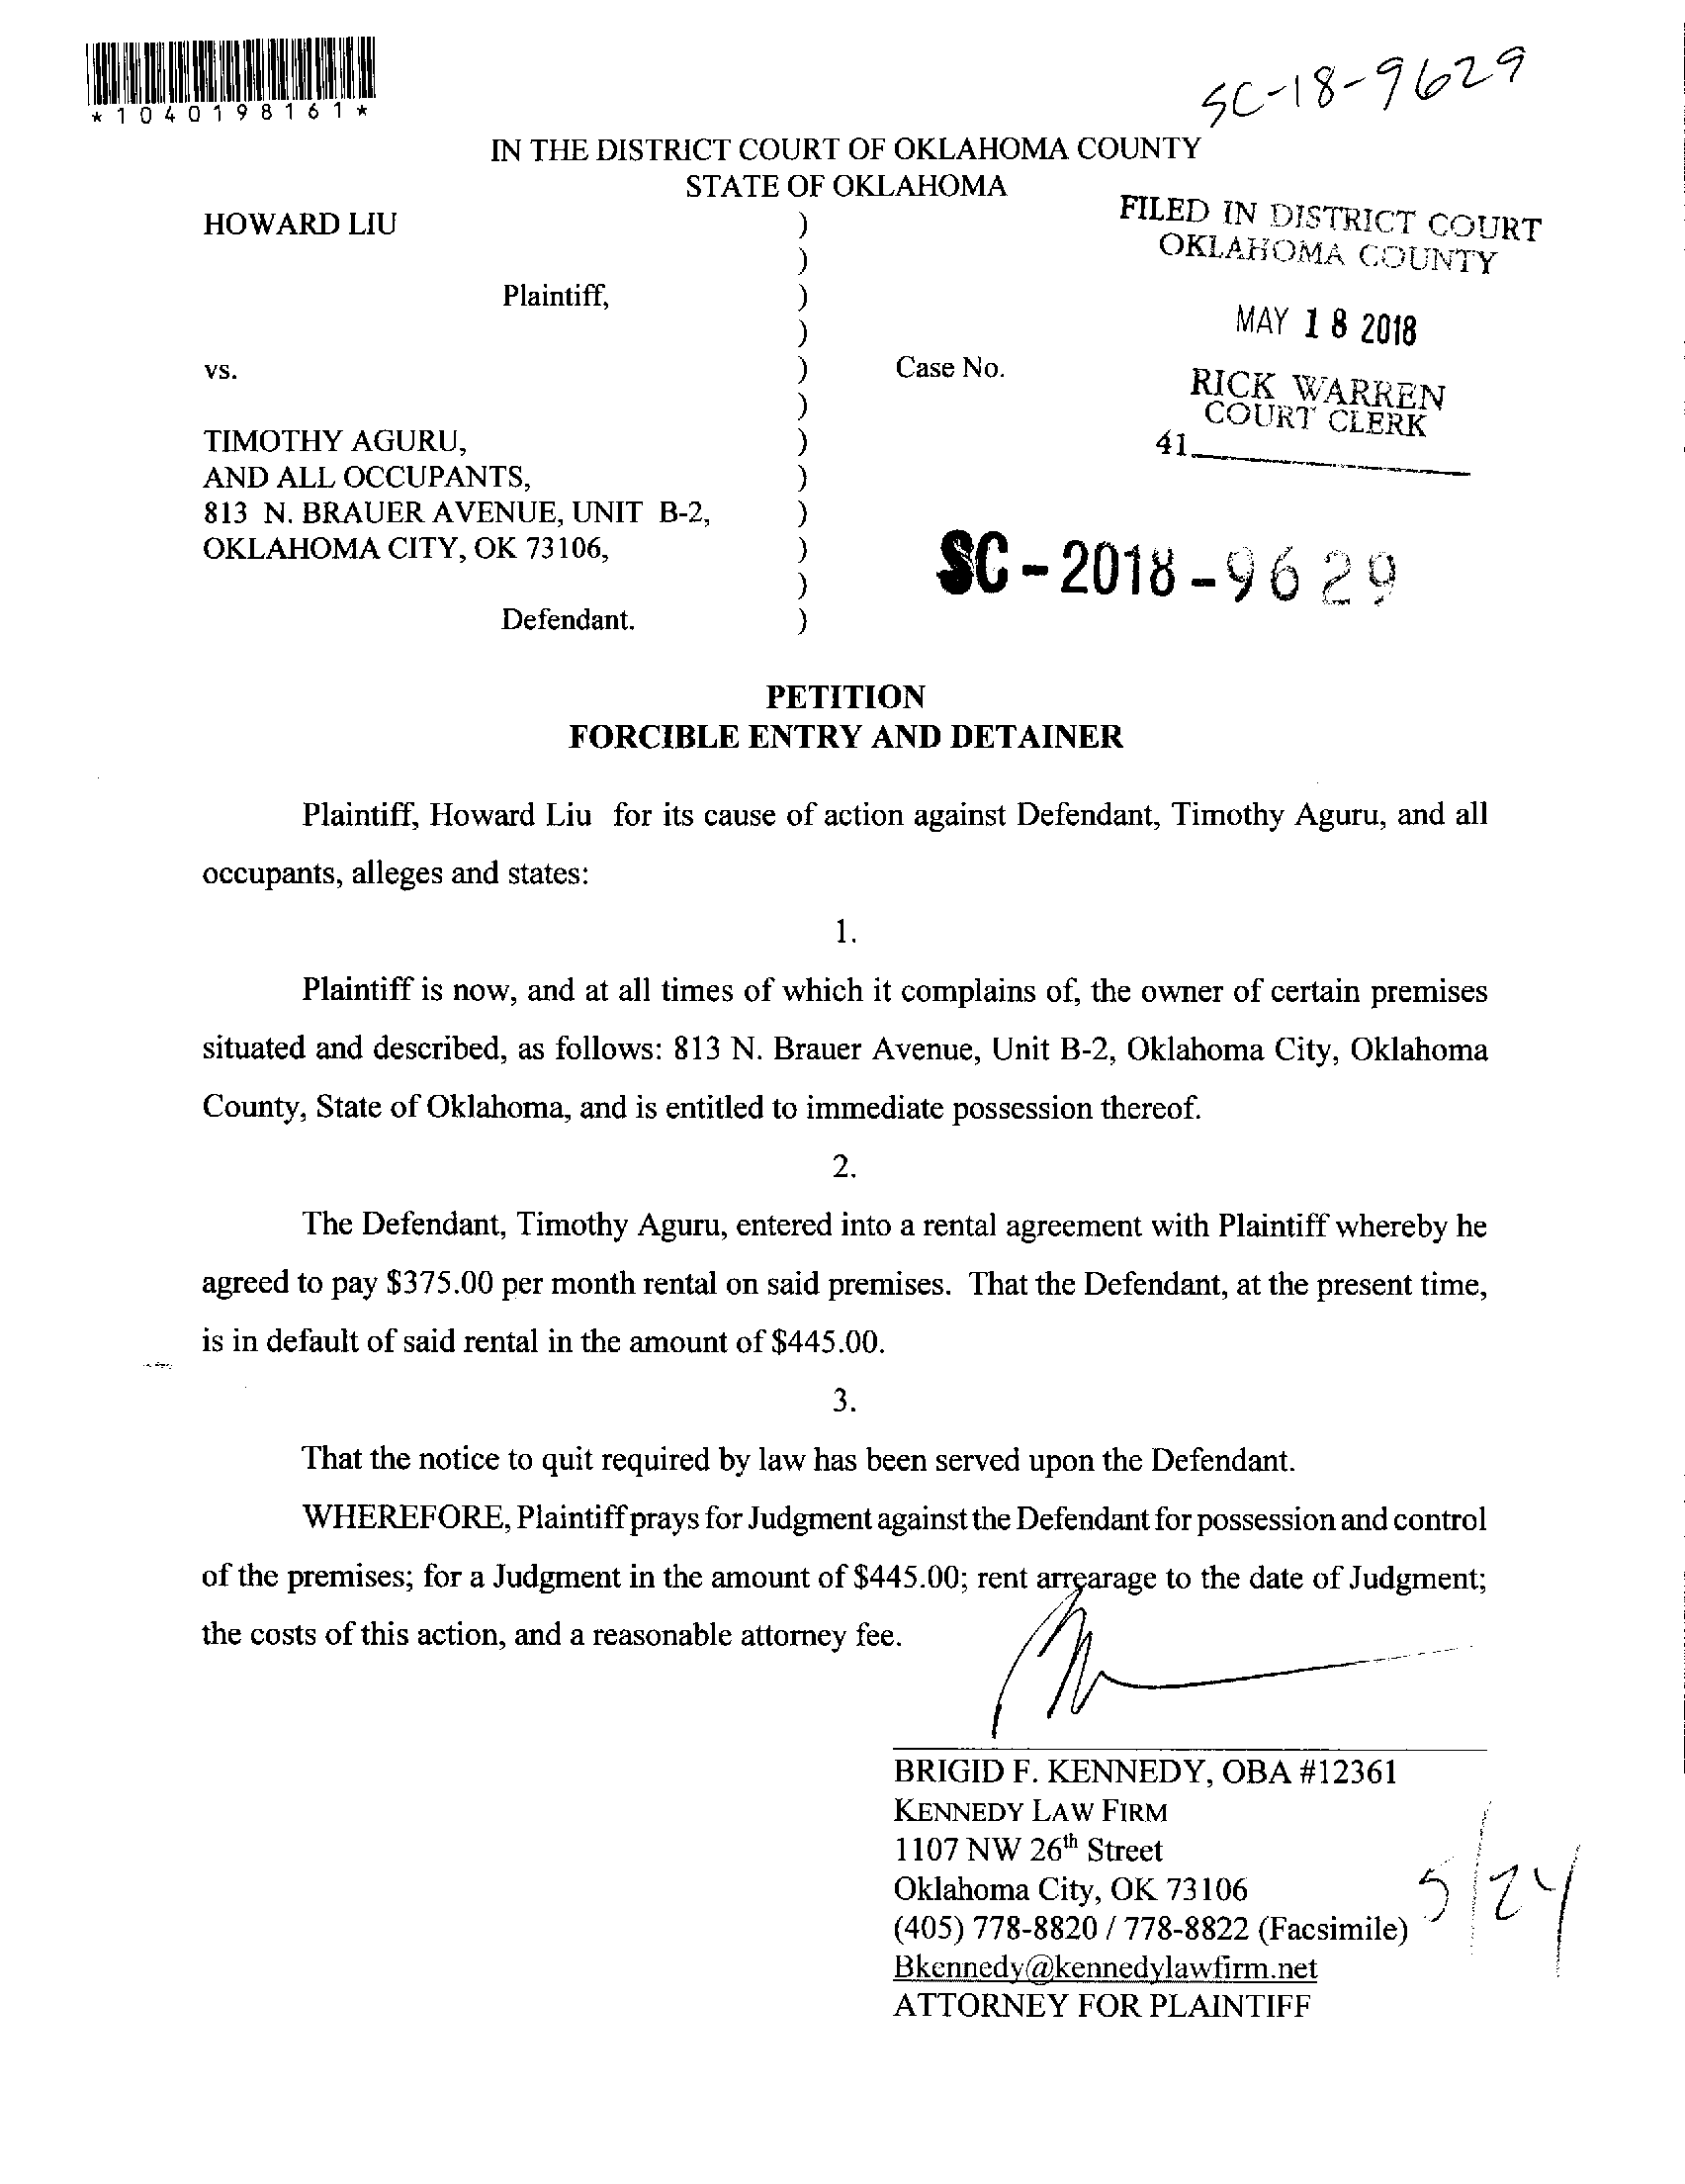 *1040198161*
SC-18-9629
IN THE DISTRICT COURT OF OKLAHOMA COUNTY
STATE OF OKLAHOMA
HOWARD LIU )
)
Plaintiff, )
)
vs. ) Case No.
)
TIMOTHY AGURU, )
AND ALL OCCUPANTS, )
813 N. BRAUER AVENUE, UNIT B-2, )
OKLAHOMA CITY, OK 73106, )
)
Defendant. )
FILED IN DISTRICT COURT
OKLAHOMA COUNTY
MAY 18 2018
RICK WARREN
COURT CLERK
41
SC-2018-9629
PETITION
FORCIBLE ENTRY AND DETAINER
Plaintiff, Howard Liu for its cause of action against Defendant, Timothy Aguru, and all
occupants, alleges and states:
1.
Plaintiff is now, and at all times of which it complains of, the owner of certain premises
situated and described, as follows: 813 N. Brauer Avenue, Unit B-2, Oklahoma City, Oklahoma
County, State of Oklahoma, and is entitled to immediate possession thereof.
2.
The Defendant, Timothy Aguru, entered into a rental agreement with Plaintiff whereby he
agreed to pay $375.00 per month rental on said premises. That the Defendant, at the present time,
is in default of said rental in the amount of $445.00.
3.
That the notice to quit required by law has been served upon the Defendant.
WHEREFORE, Plaintiff prays for Judgment against the Defendant for possession and control
of the premises; for a Judgment in the amount of $445.00; rent arrearage to the date of Judgment;
the costs of this action, and a reasonable attorney fee.
BRIGID F. KENNEDY, OBA #12361
KENNEDY LAW FIRM
1107 NW 26th Street
Oklahoma City, OK 73106
(405) 778-8820 / 778-8822 (Facsimile)
Bkennedy@kennedylawfirm.net
ATTORNEY FOR PLAINTIFF
5/24